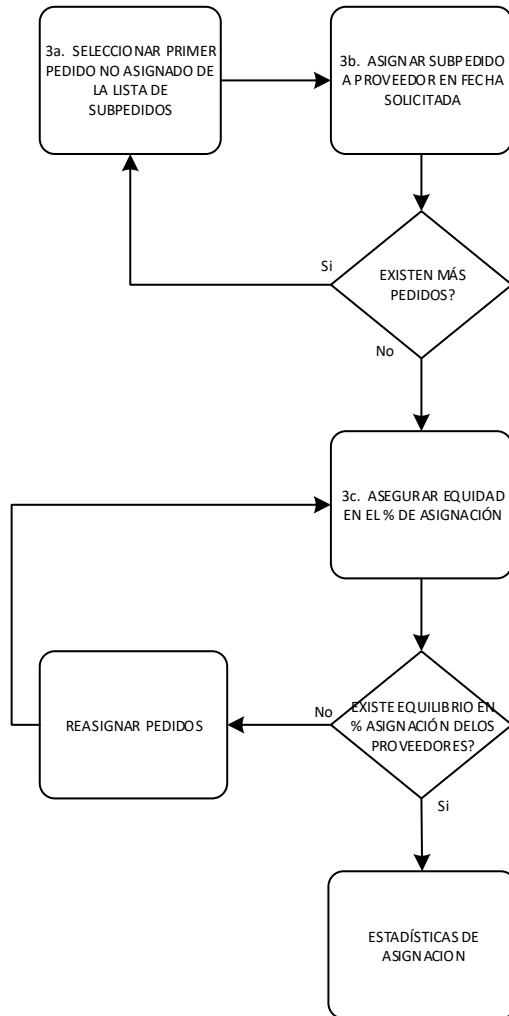 3a. SELECCIONAR PRIMER
PEDIDO NO ASIGNADO DE
LA LISTA DE
SUBPEDIDOS
3b. ASIGNAR SUBPEDIDO
A PROVEEDOR EN FECHA
SOLICITADA
Si
EXISTEN MÁS
PEDIDOS?
No
3c. ASEGURAR EQUIDAD
EN EL % DE ASIGNACIÓN
REASIGNAR PEDIDOS
No
EXISTE EQUILIBRIO EN
% ASIGNACIÓN DELOS
PROVEEDORES?
Si
ESTADÍSTICAS DE
ASIGNACION